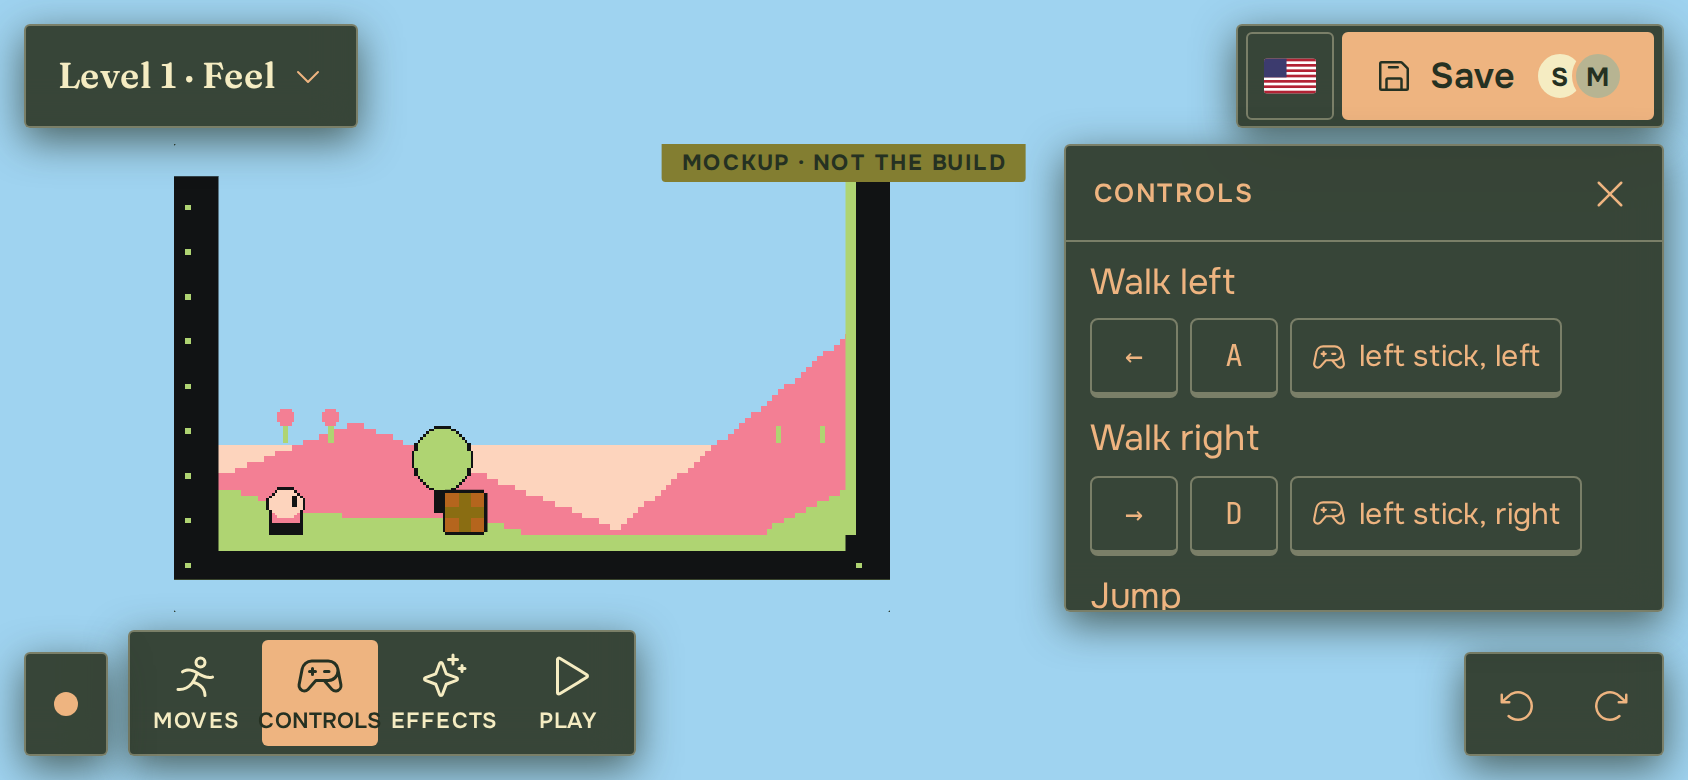 Level 1 · Feel
Save S M
MOCKUP · NOT THE BUILD
CONTROLS
Walk left
← A left stick, left
Walk right
→ D left stick, right
Jump
MOVES CONTROLS EFFECTS PLAY